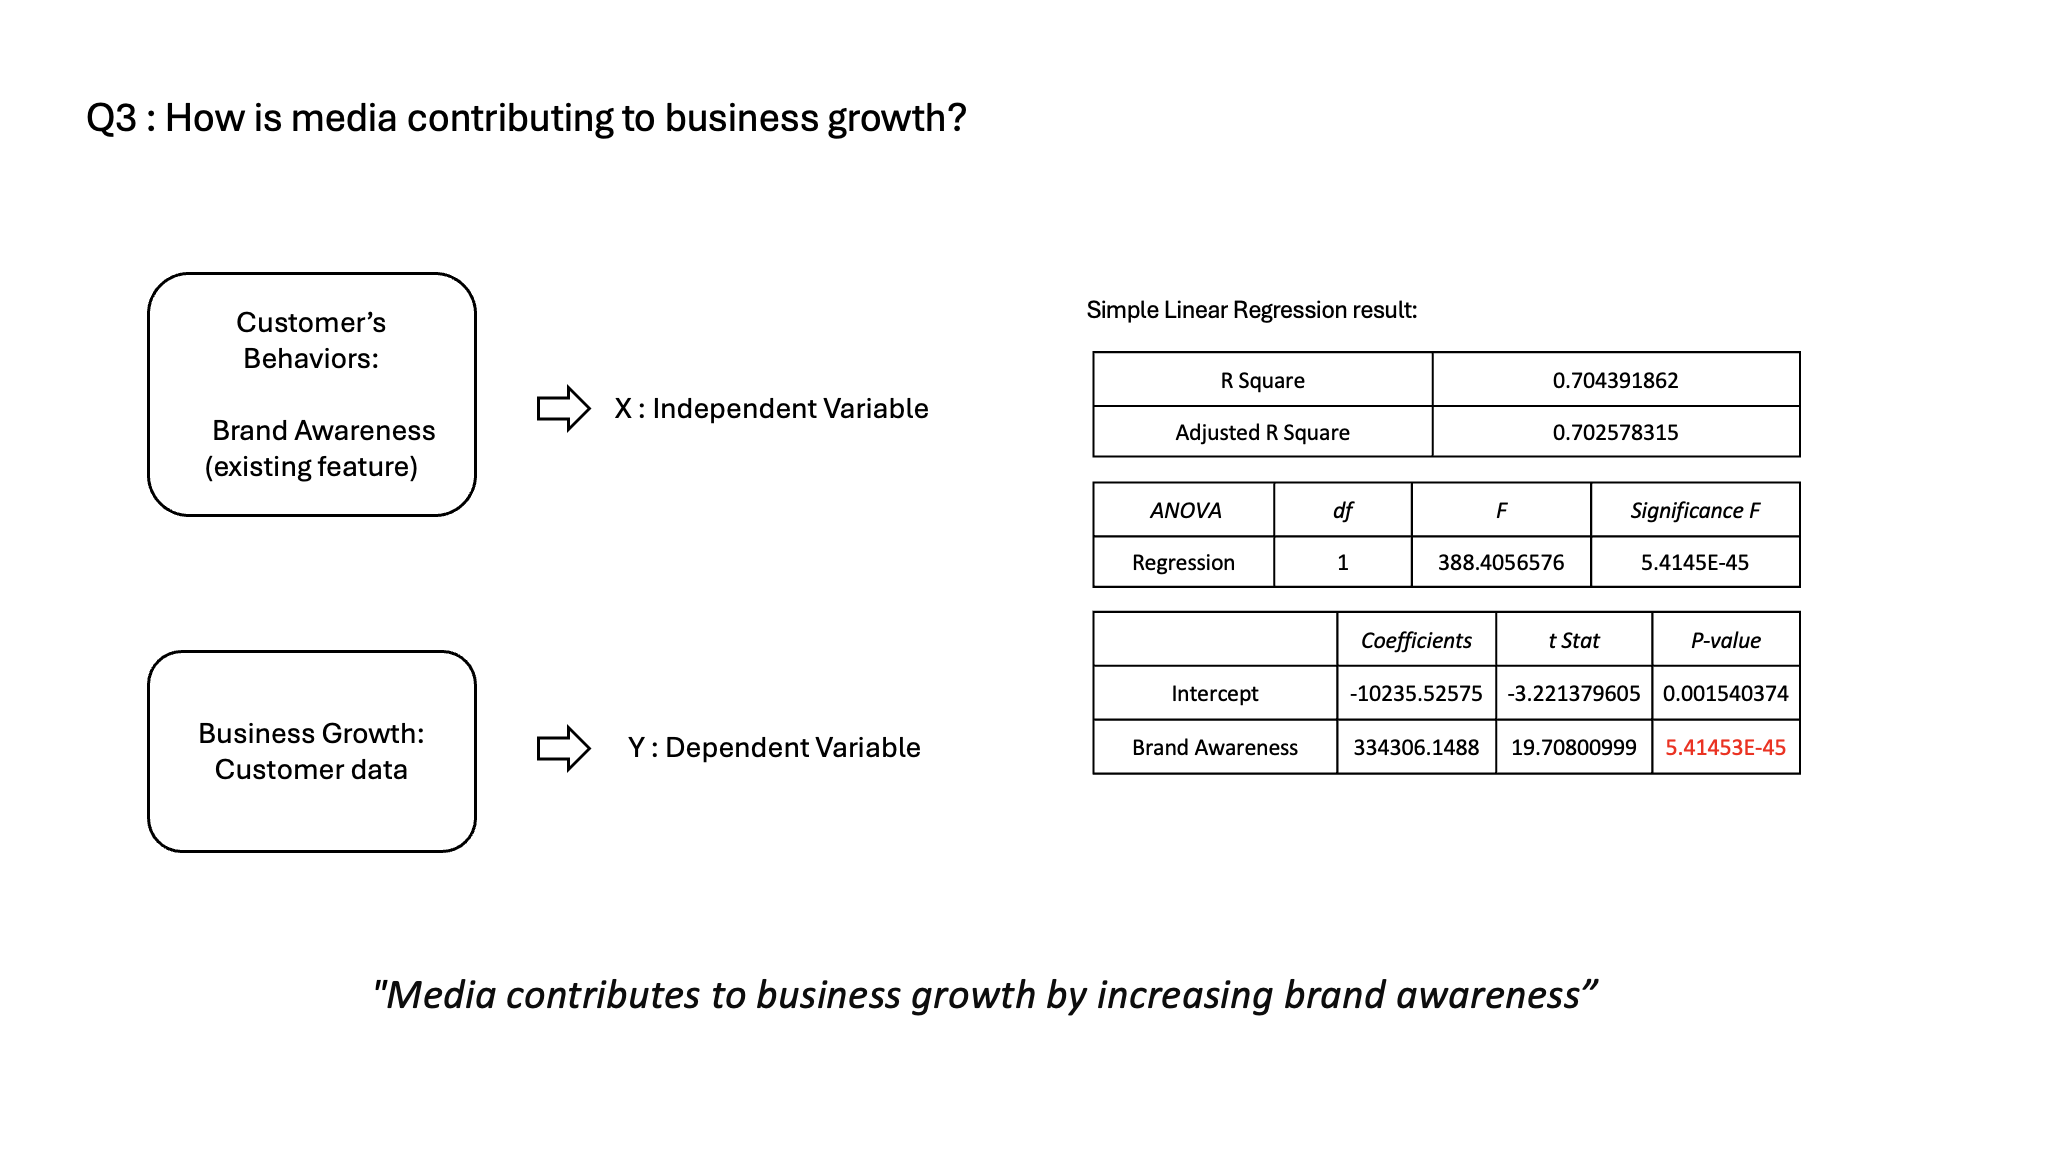 Q3 : How is media contributing to business growth?
Customer’s
Behaviors:
Brand Awareness
(existing feature)
X : Independent Variable
Business Growth:
Customer data
Y : Dependent Variable
Simple Linear Regression result:
R Square 0.704391862
Adjusted R Square 0.702578315
ANOVA df F Significance F
Regression 1 388.4056576 5.4145E-45
Coefficients t Stat P-value
Intercept -10235.52575 -3.221379605 0.001540374
Brand Awareness 334306.1488 19.70800999 5.41453E-45
"Media contributes to business growth by increasing brand awareness”